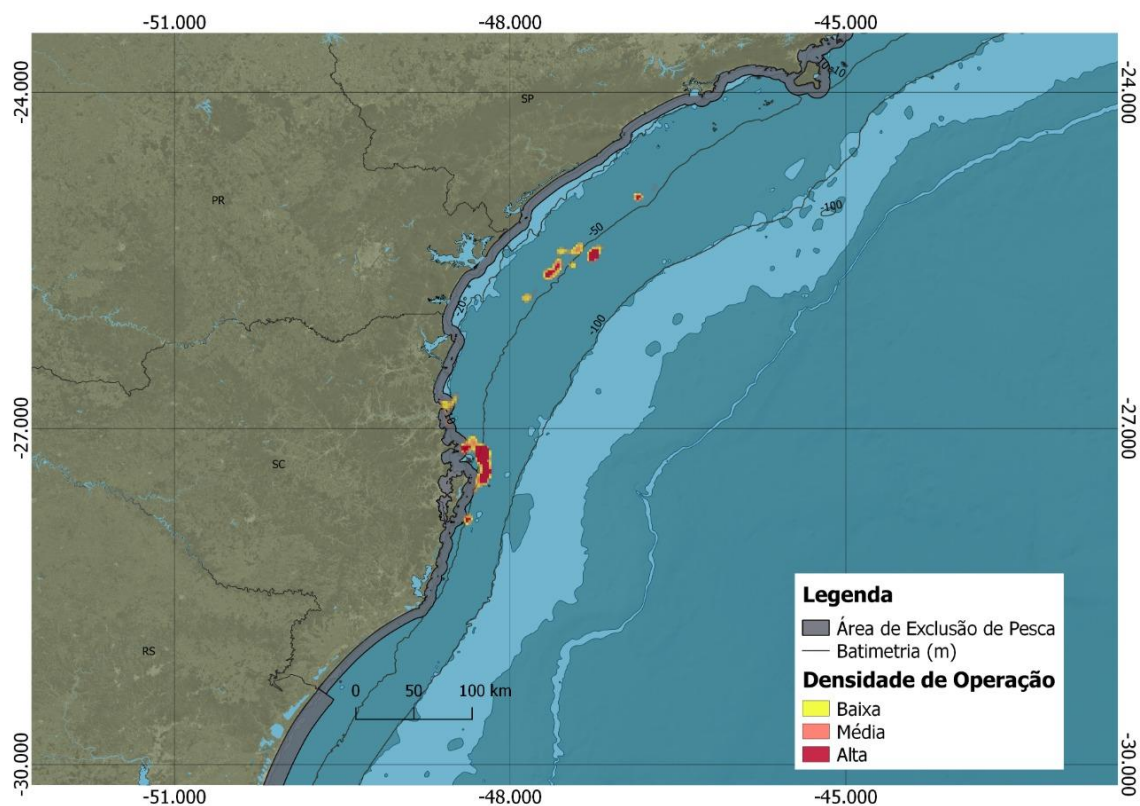 -51.000
-48.000
-45.000
-24.000
-24.000
SP
PR
-50
-100
-100
-20
-27.000
-27.000
SC
RS
Legenda
Área de Exclusão de Pesca
Batimetria (m)
Densidade de Operação
Baixa
Média
Alta
0 50 100 km
-30.000
-30.000
-51.000
-48.000
-45.000